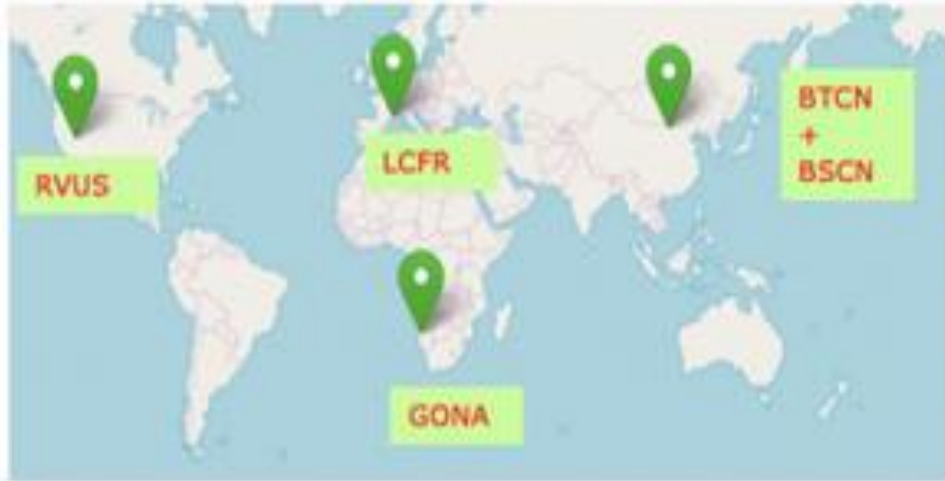 RVUS
LCFR
BTCN
+
BSCN
GONA